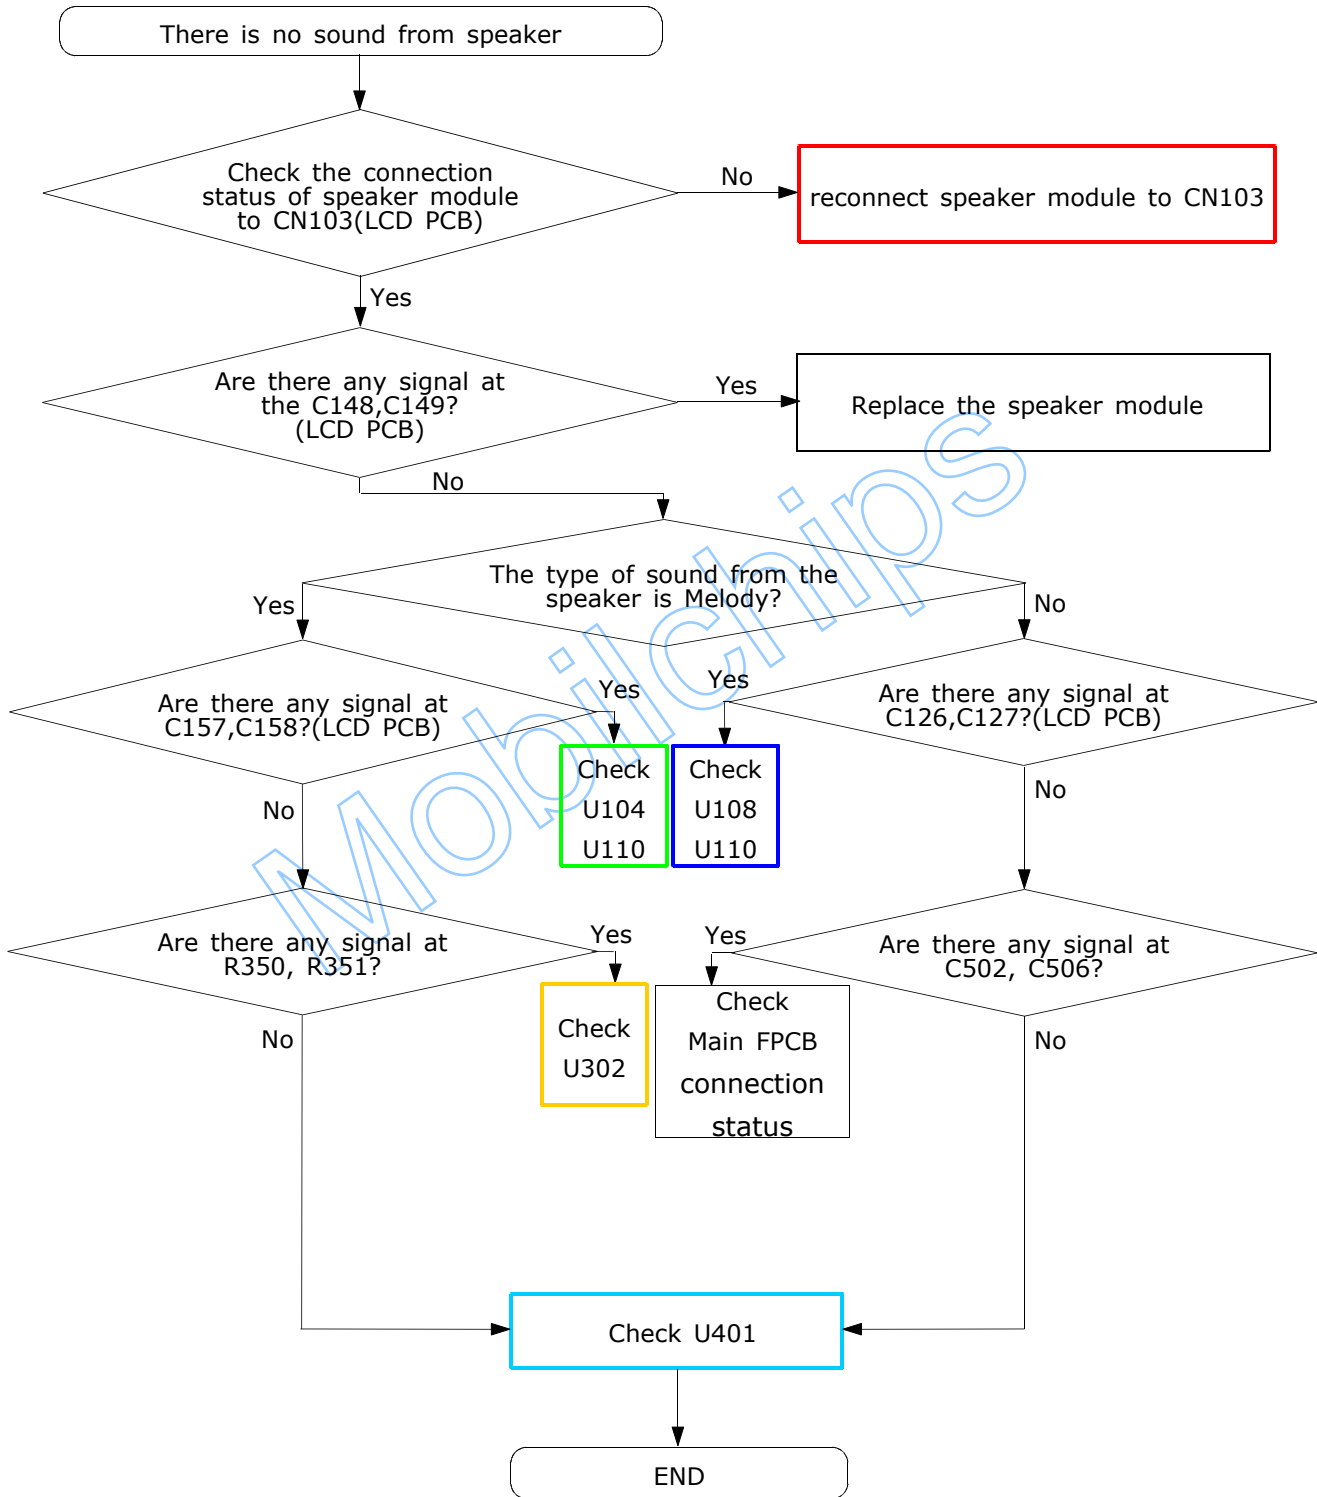 There is no sound from speaker
Check the connection
status of speaker module
to CN103(LCD PCB)
No
reconnect speaker module to CN103
Yes
Are there any signal at
the C148,C149?
(LCD PCB)
Yes
Replace the speaker module
No
The type of sound from the
speaker is Melody?
Yes
No
Are there any signal at
C157,C158?(LCD PCB)
Yes
Yes
Are there any signal at
C126,C127?(LCD PCB)
Check
U104
U110
Check
U108
U110
No
No
Are there any signal at
R350, R351?
Yes
Yes
Are there any signal at
C502, C506?
Check
U302
Check
Main FPCB
connection
status
No
No
Check U401
END
Mobilchips